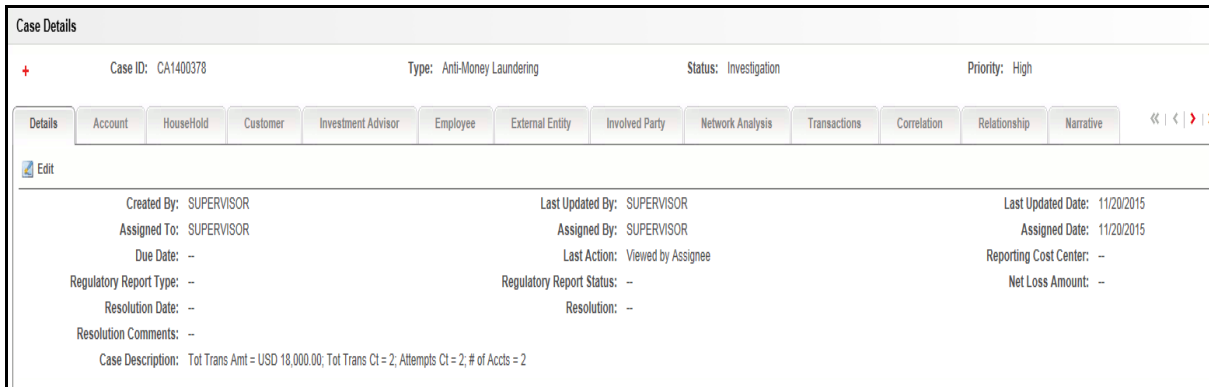 Case Details
+ Case ID: CA1400378 Type: Anti-Money Laundering Status: Investigation Priority: High
Details Account HouseHold Customer Investment Advisor Employee External Entity Involved Party Network Analysis Transactions Correlation Relationship Narrative
Edit
Created By: SUPERVISOR Last Updated By: SUPERVISOR Last Updated Date: 11/20/2015
Assigned To: SUPERVISOR Assigned By: SUPERVISOR Assigned Date: 11/20/2015
Due Date: -- Last Action: Viewed by Assignee Reporting Cost Center: --
Regulatory Report Type: -- Regulatory Report Status: -- Net Loss Amount: --
Resolution Date: -- Resolution: --
Resolution Comments: --
Case Description: Tot Trans Amt = USD 18,000.00; Tot Trans Ct = 2; Attempts Ct = 2; # of Accts = 2